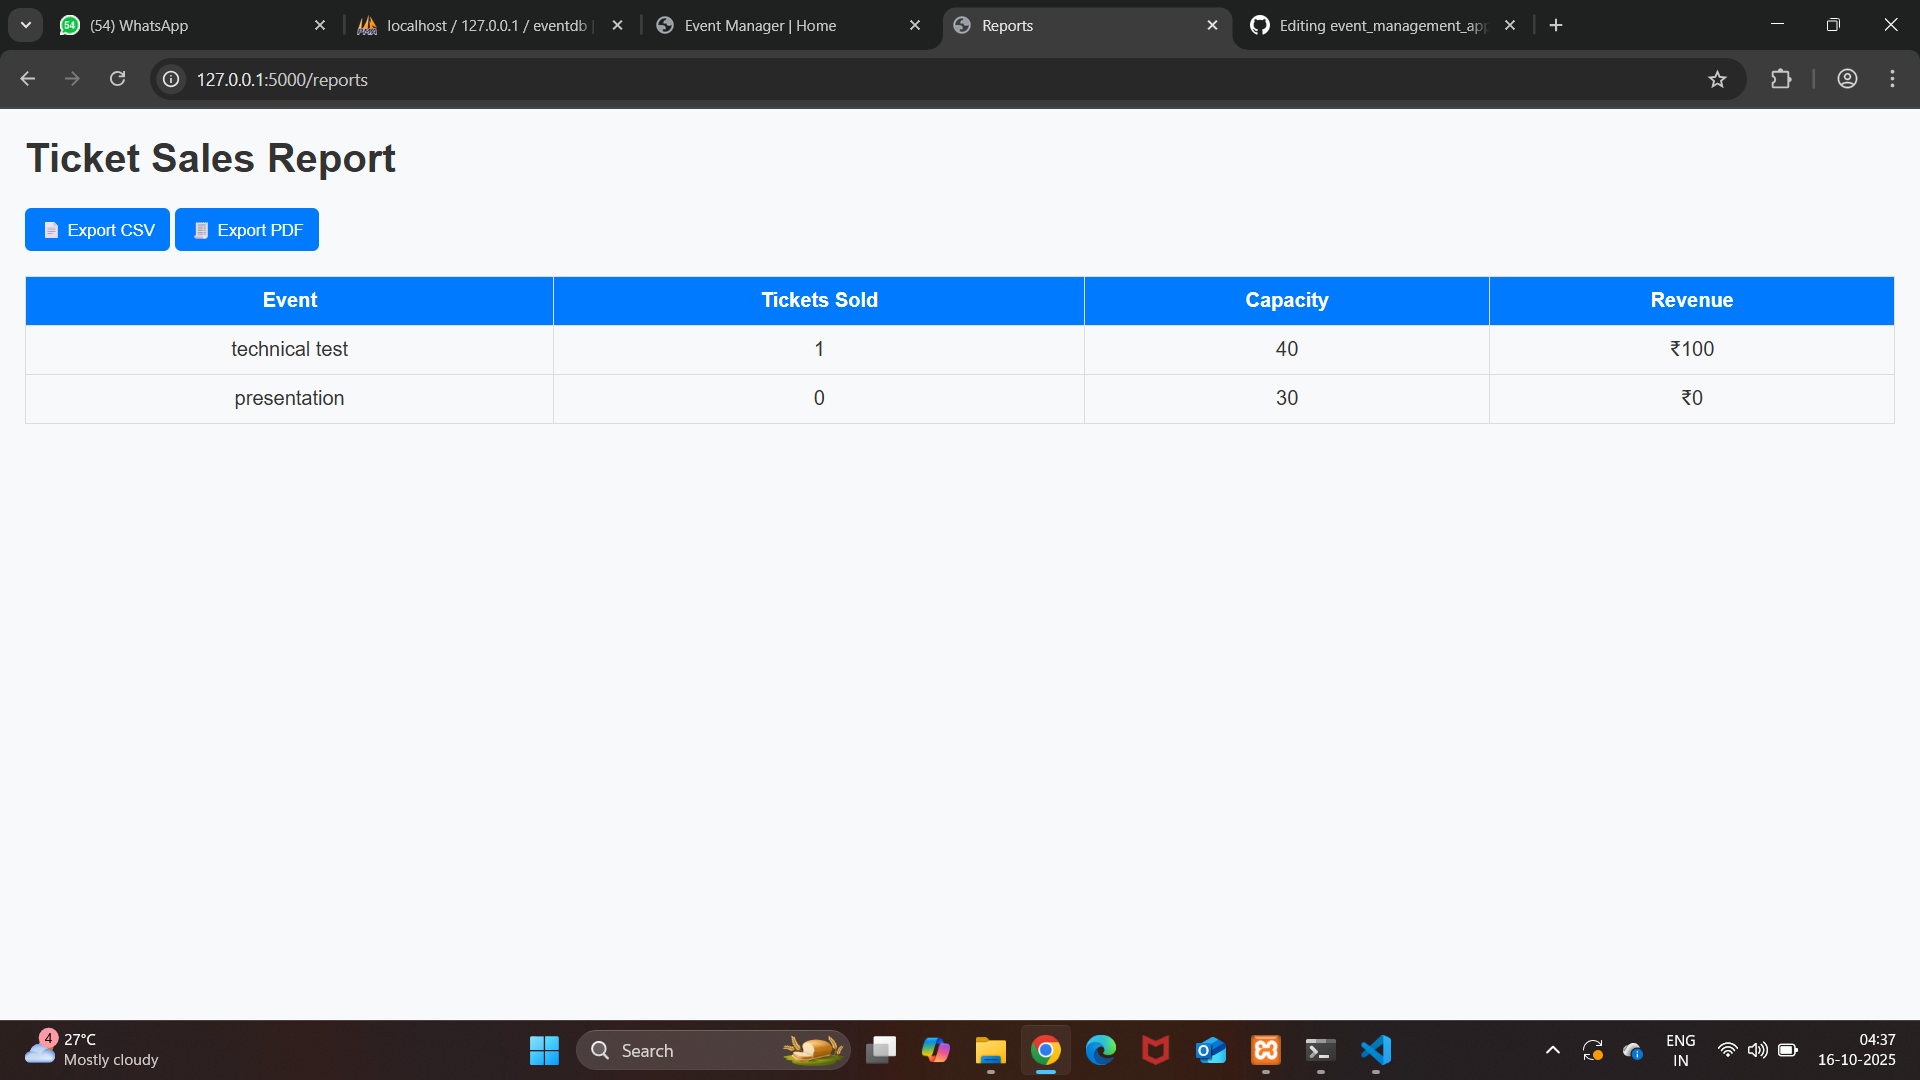 54
(54) WhatsApp
localhost / 127.0.0.1 / eventdb |
Event Manager | Home
Reports
Editing event_management_app
127.0.0.1:5000/reports
Ticket Sales Report
Export CSV
Export PDF
Event Tickets Sold Capacity Revenue
technical test 1 40 ₹100
presentation 0 30 ₹0
4
27°C
Mostly cloudy
Search
ENG
IN
04:37
16-10-2025